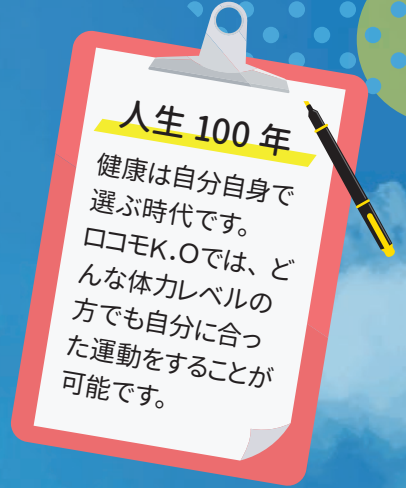 人生 100 年
健康は自分自身で
選ぶ時代です。
ロコモK.Oでは、ど
んな体力レベルの
方でも自分に合っ
た運動をすることが
可能です。